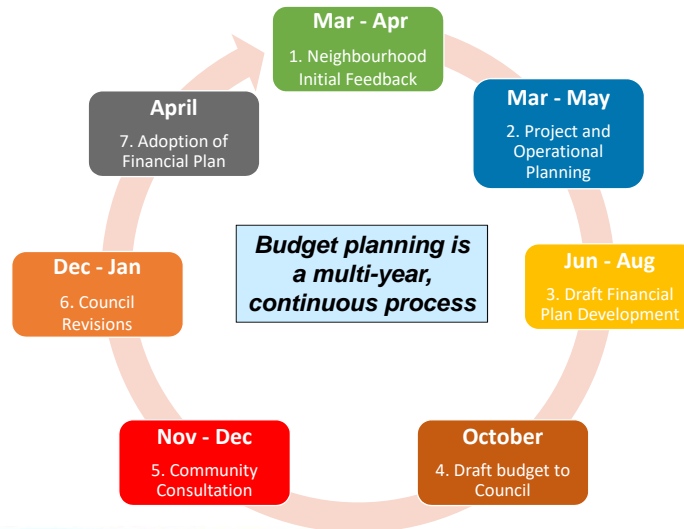 Mar - Apr
1. Neighbourhood
Initial Feedback
Mar - May
2. Project and
Operational
Planning
Jun - Aug
3. Draft Financial
Plan Development
October
4. Draft budget to
Council
Nov - Dec
5. Community
Consultation
Dec - Jan
6. Council
Revisions
April
7. Adoption of
Financial Plan
Budget planning is
a multi-year,
continuous process